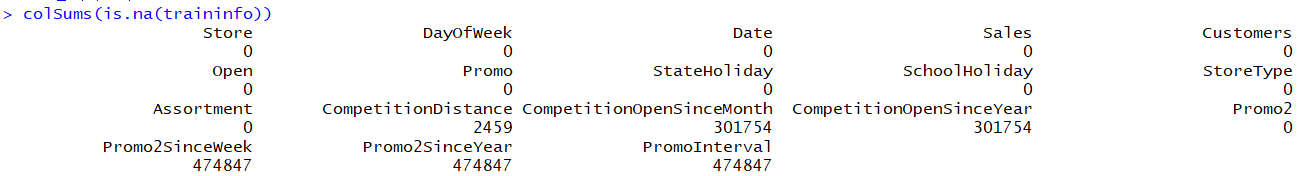 > colSums(is.na(traininfo))
Store DayOfWeek Date Sales Customers
0 0 0 0 0
Open Promo StateHoliday SchoolHoliday StoreType
0 0 0 0 0
Assortment CompetitionDistance CompetitionOpenSinceMonth CompetitionOpenSinceYear Promo2
0 2459 301754 301754 0
Promo2SinceWeek Promo2SinceYear PromoInterval
474847 474847 474847